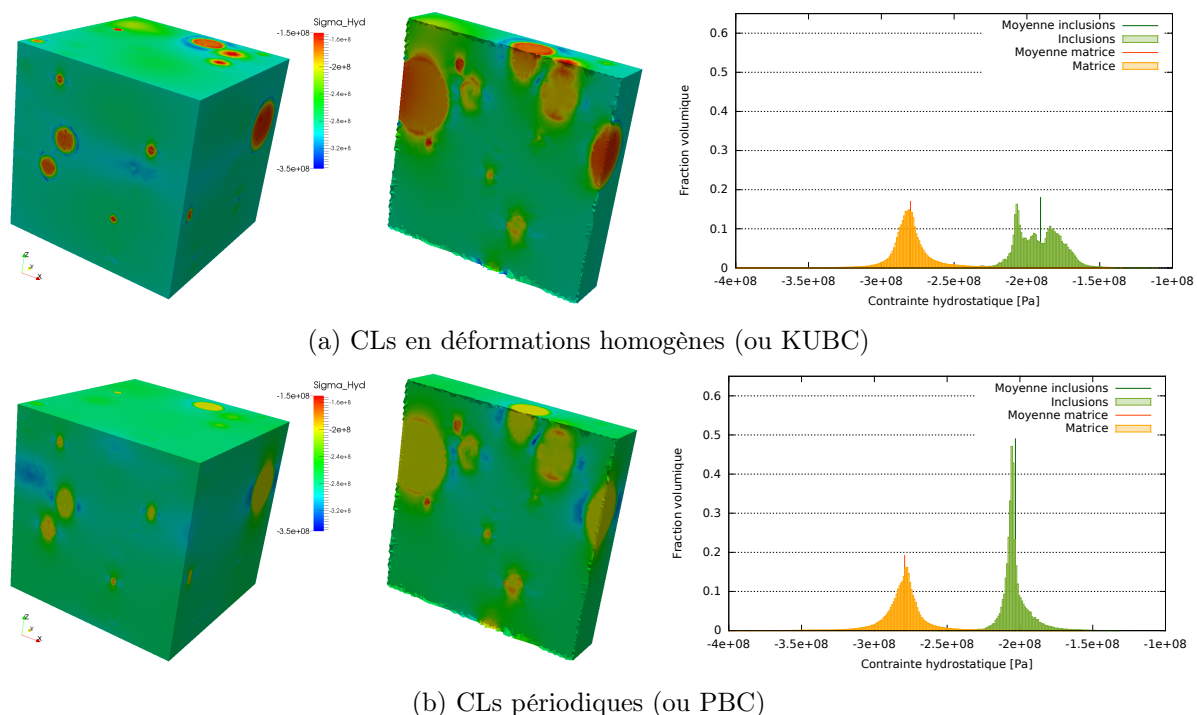 Sigma_Hyd
-1.5e+08
-1.6e+8
-2e+8
-2.4e+8
-2.8e+8
-3.2e+8
-3.5e+08
Z
Y
X
Fraction volumique
0.6
0.5
0.4
0.3
0.2
0.1
0
-4e+08 -3.5e+08 -3e+08 -2.5e+08 -2e+08 -1.5e+08 -1e+08
Contrainte hydrostatique [Pa]
Moyenne inclusions
Inclusions
Moyenne matrice
Matrice
(a) CLs en déformations homogènes (ou KUBC)
Sigma_Hyd
-1.5e+08
-1.6e+8
-2e+8
-2.4e+8
-2.8e+8
-3.2e+8
-3.5e+08
Z
Y
X
Fraction volumique
0.6
0.5
0.4
0.3
0.2
0.1
0
-4e+08 -3.5e+08 -3e+08 -2.5e+08 -2e+08 -1.5e+08 -1e+08
Contrainte hydrostatique [Pa]
Moyenne inclusions
Inclusions
Moyenne matrice
Matrice
(b) CLs périodiques (ou PBC)